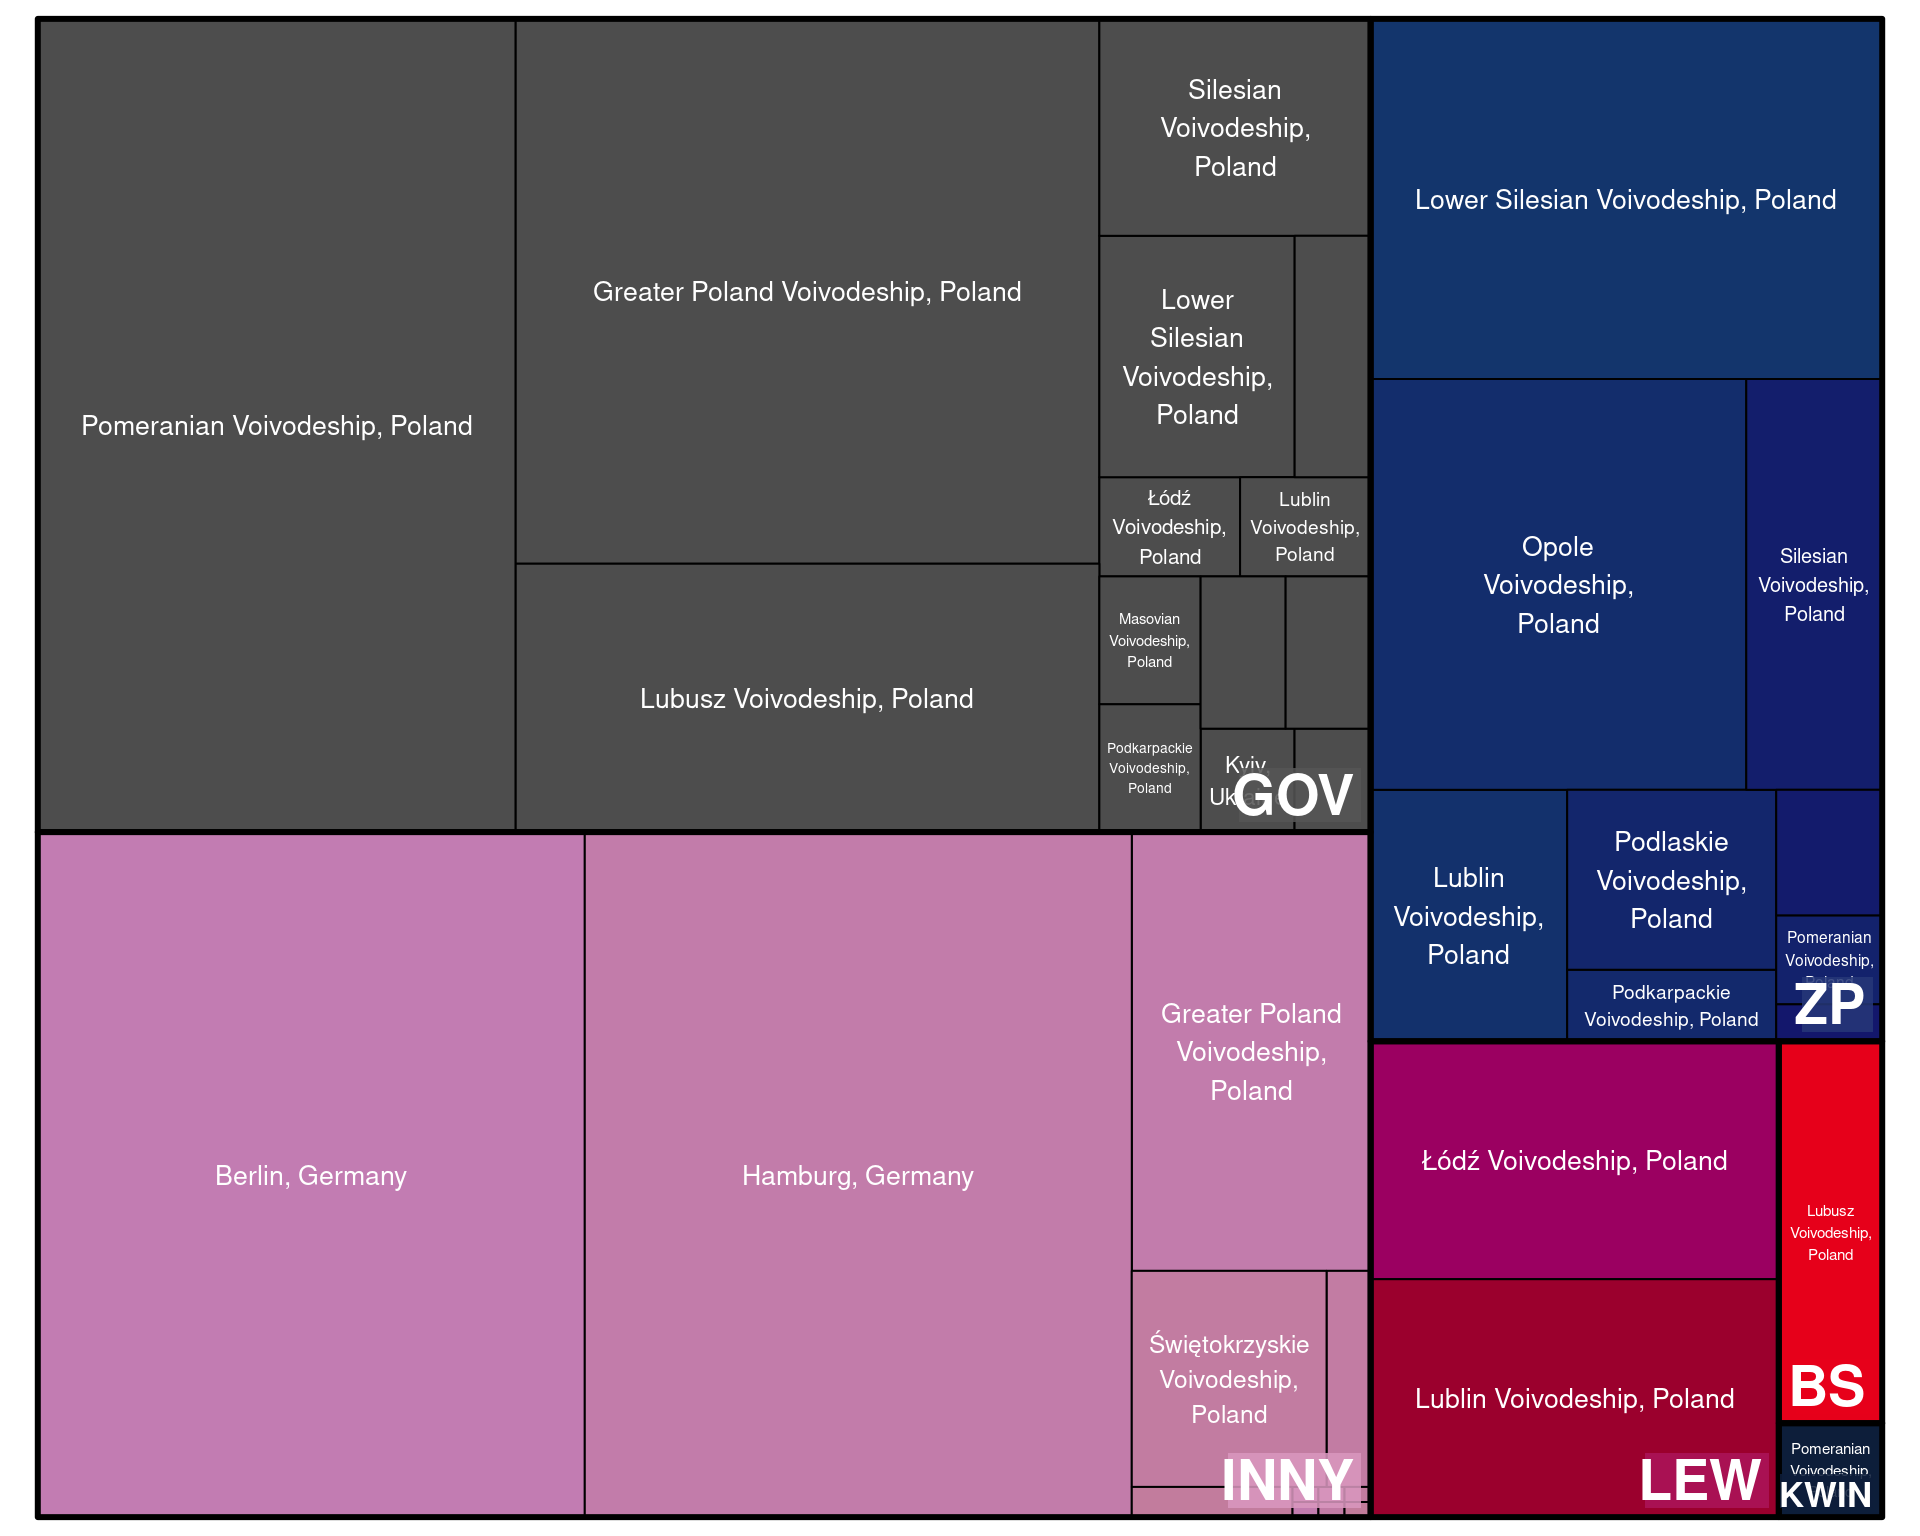 Pomeranian Voivodeship, Poland
Greater Poland Voivodeship, Poland
Lubusz Voivodeship, Poland
Silesian
Voivodeship,
Poland
Lower
Silesian
Voivodeship,
Poland
Łódź
Voivodeship,
Poland
Lublin
Voivodeship,
Poland
Masovian
Voivodeship,
Poland
Podkarpackie
Voivodeship,
Poland
Kyiv,
GOV
Berlin, Germany
Hamburg, Germany
Greater Poland
Voivodeship,
Poland
Świętokrzyskie
Voivodeship,
Poland
INNY
Lower Silesian Voivodeship, Poland
Opole
Voivodeship,
Poland
Silesian
Voivodeship,
Poland
Lublin
Voivodeship,
Poland
Podlaskie
Voivodeship,
Poland
Podkarpackie
Voivodeship, Poland
Pomeranian
Voivodeship,
ZP
Łódź Voivodeship, Poland
Lublin Voivodeship, Poland
LEW
Lubusz
Voivodeship,
Poland
BS
Pomeranian
Voivodeship,
KWIN